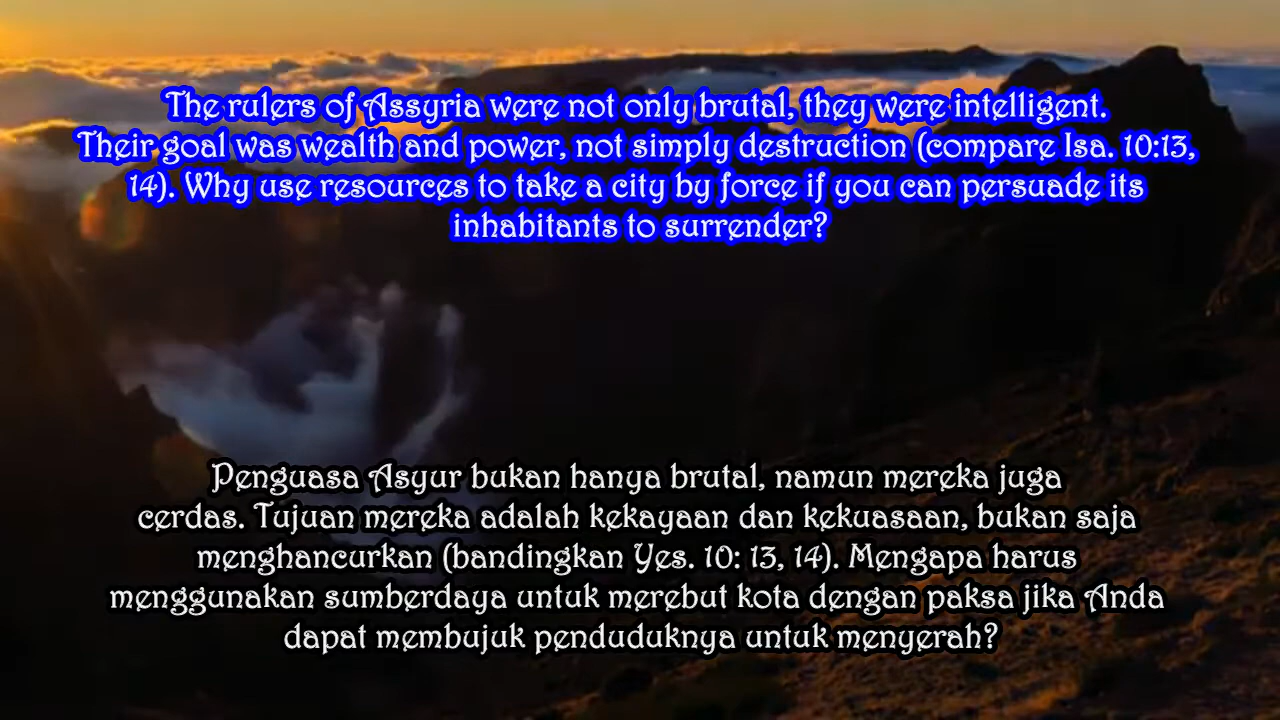 The rulers of Assyria were not only brutal, they were intelligent.
Their goal was wealth and power, not simply destruction (compare Isa. 10:13,
14). Why use resources to take a city by force if you can persuade its
inhabitants to surrender?
Penguasa Asyur bukan hanya brutal, namun mereka juga
cerdas. Tujuan mereka adalah kekayaan dan kekuasaan, bukan saja
menghancurkan (bandingkan Yes. 10: 13, 14). Mengapa harus
menggunakan sumberdaya untuk merebut kota dengan paksa jika Anda
dapat membujuk penduduknya untuk menyerah?